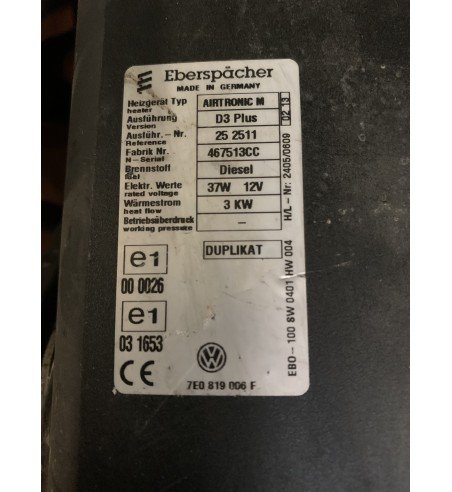 Eberspächer
MADE IN GERMANY
Heizgerät Typ AIRTRONIC M
heater
Ausführung D3 Plus
Version
Ausführ.-Nr. 25 2511
Reference
Fabrik Nr. 467513CC
N-Serial
Brennstoff Diesel
fuel
Elektr. Werte 37W 12V
rated voltage
Wärmestrom 3 KW
heat flow
Betriebsüberdruck –
working pressure
DUPLIKAT
e1
00 0026
e1
03 1653
CE
VW
7E0 819 006 F
02 13
H/L-Nr: 2405/0609
EBO-100 8W 0401 HW 004